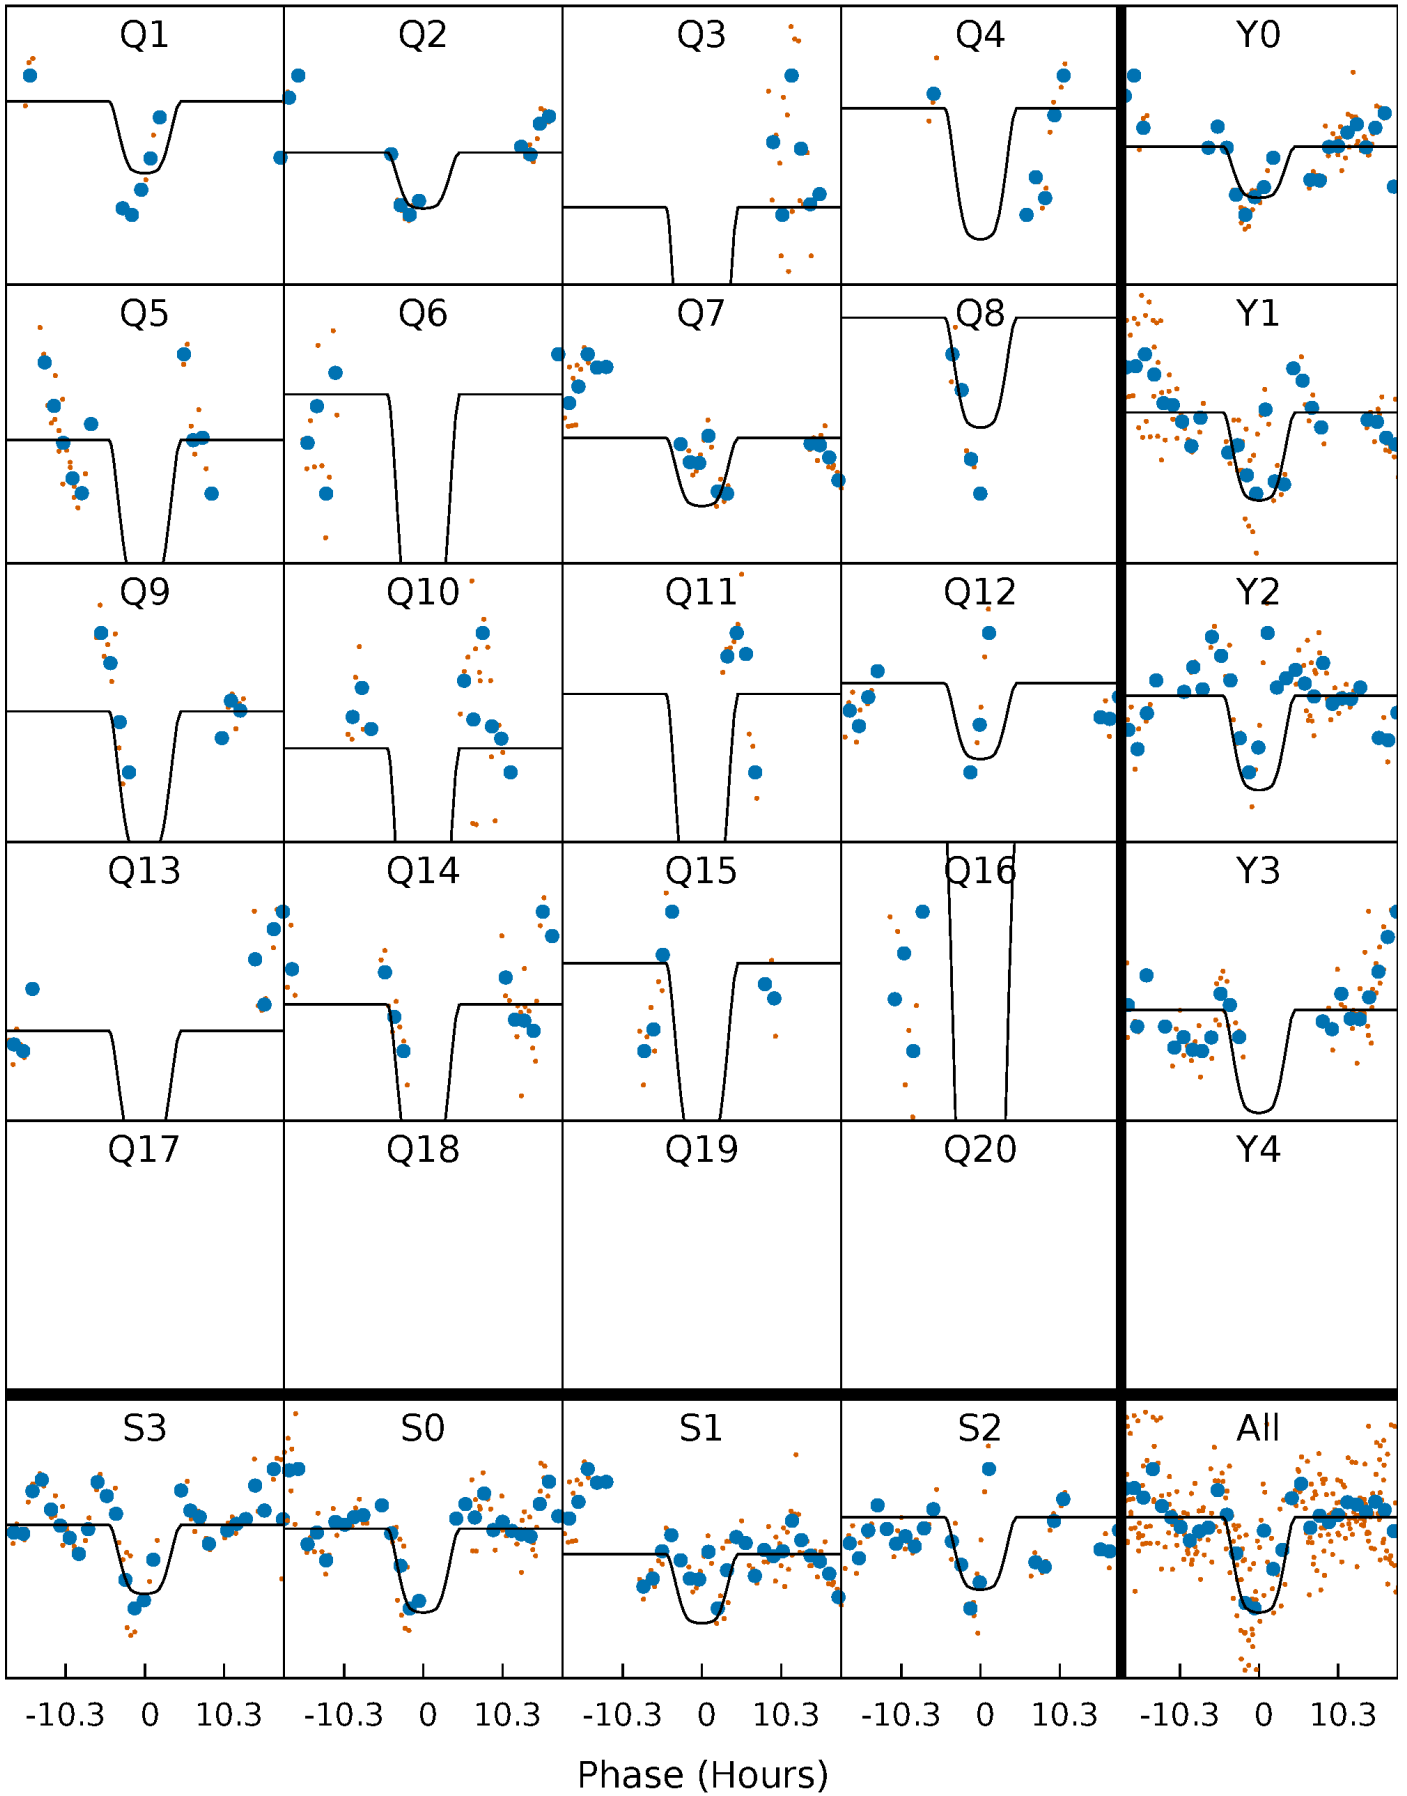 Q1 Q2 Q3 Q4 Y0
Q5 Q6 Q7 Q8 Y1
Q9 Q10 Q11 Q12 Y2
Q13 Q14 Q15 Q16 Y3
Q17 Q18 Q19 Q20 Y4
S3 S0 S1 S2 All
-10.3 0 10.3 -10.3 0 10.3 -10.3 0 10.3 -10.3 0 10.3 -10.3 0 10.3
Phase (Hours)